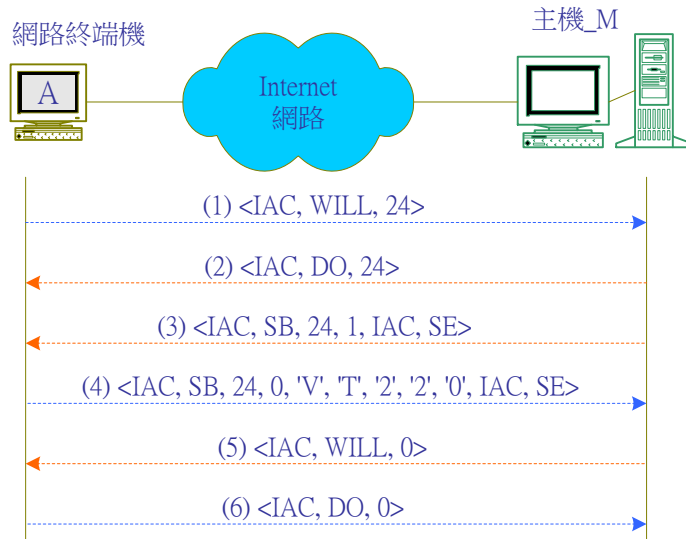 網路終端機
主機_M
A
Internet
網路
(1) <IAC, WILL, 24>
(2) <IAC, DO, 24>
(3) <IAC, SB, 24, 1, IAC, SE>
(4) <IAC, SB, 24, 0, 'V', 'T', '2', '2', '0', IAC, SE>
(5) <IAC, WILL, 0>
(6) <IAC, DO, 0>